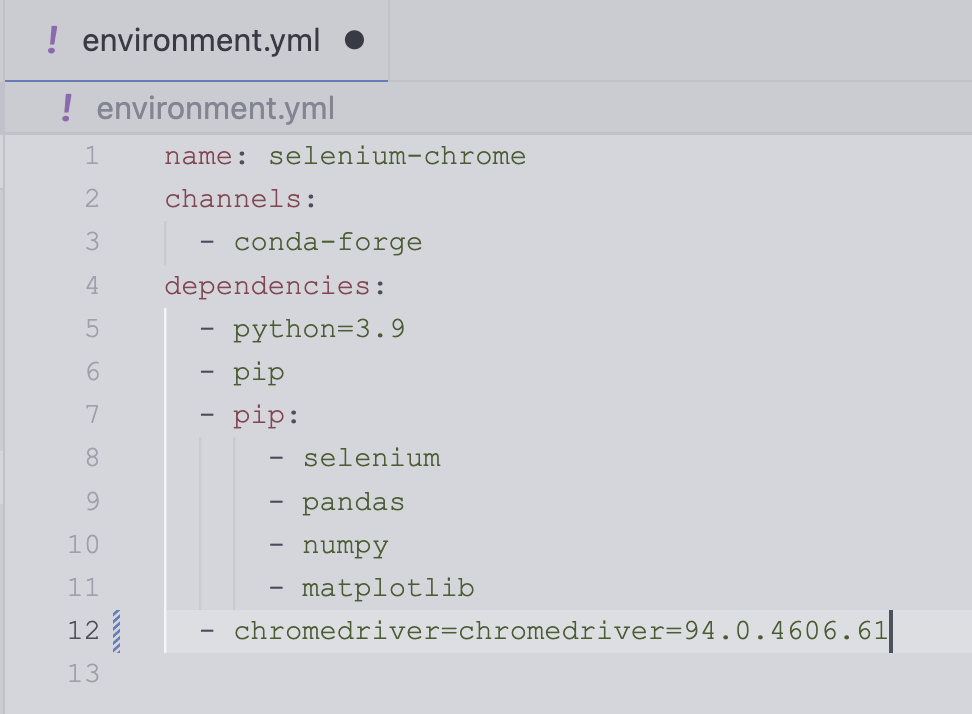 ! environment.yml ●
! environment.yml
1 name: selenium-chrome
2 channels:
3 - conda-forge
4 dependencies:
5 - python=3.9
6 - pip
7 - pip:
8 - selenium
9 - pandas
10 - numpy
11 - matplotlib
12 - chromedriver=chromedriver=94.0.4606.61
13